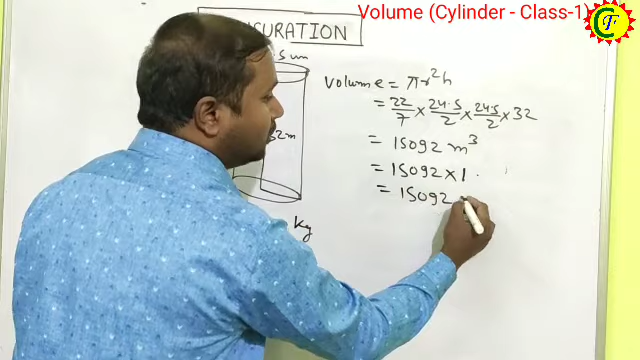 Volume (Cylinder - Class-1)
CF
SURATION
5 m
2m
Kg
Volume = πr²h
= 22/7 × 24.5/2 × 24.5/2 × 32
= 15092 m³
= 15092 × 1
= 15092